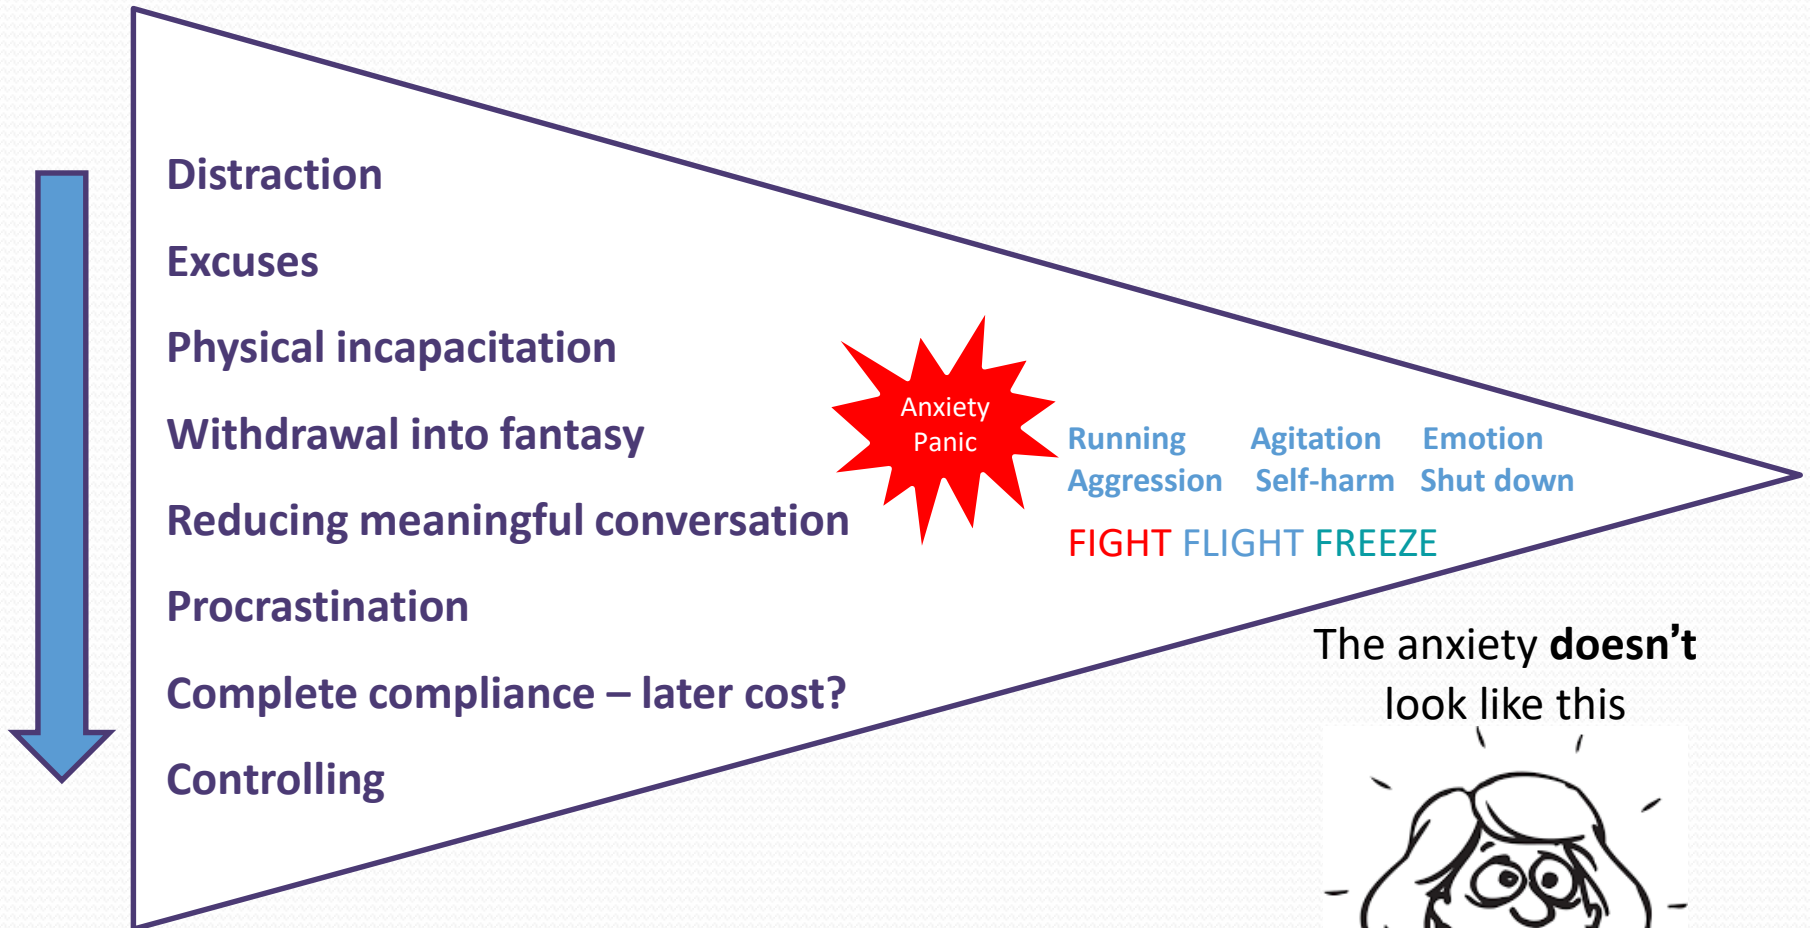 Distraction
Excuses
Physical incapacitation
Withdrawal into fantasy
Reducing meaningful conversation
Procrastination
Complete compliance – later cost?
Controlling
Anxiety
Panic
Running Agitation Emotion
Aggression Self-harm Shut down
FIGHT FLIGHT FREEZE
The anxiety doesn’t
look like this